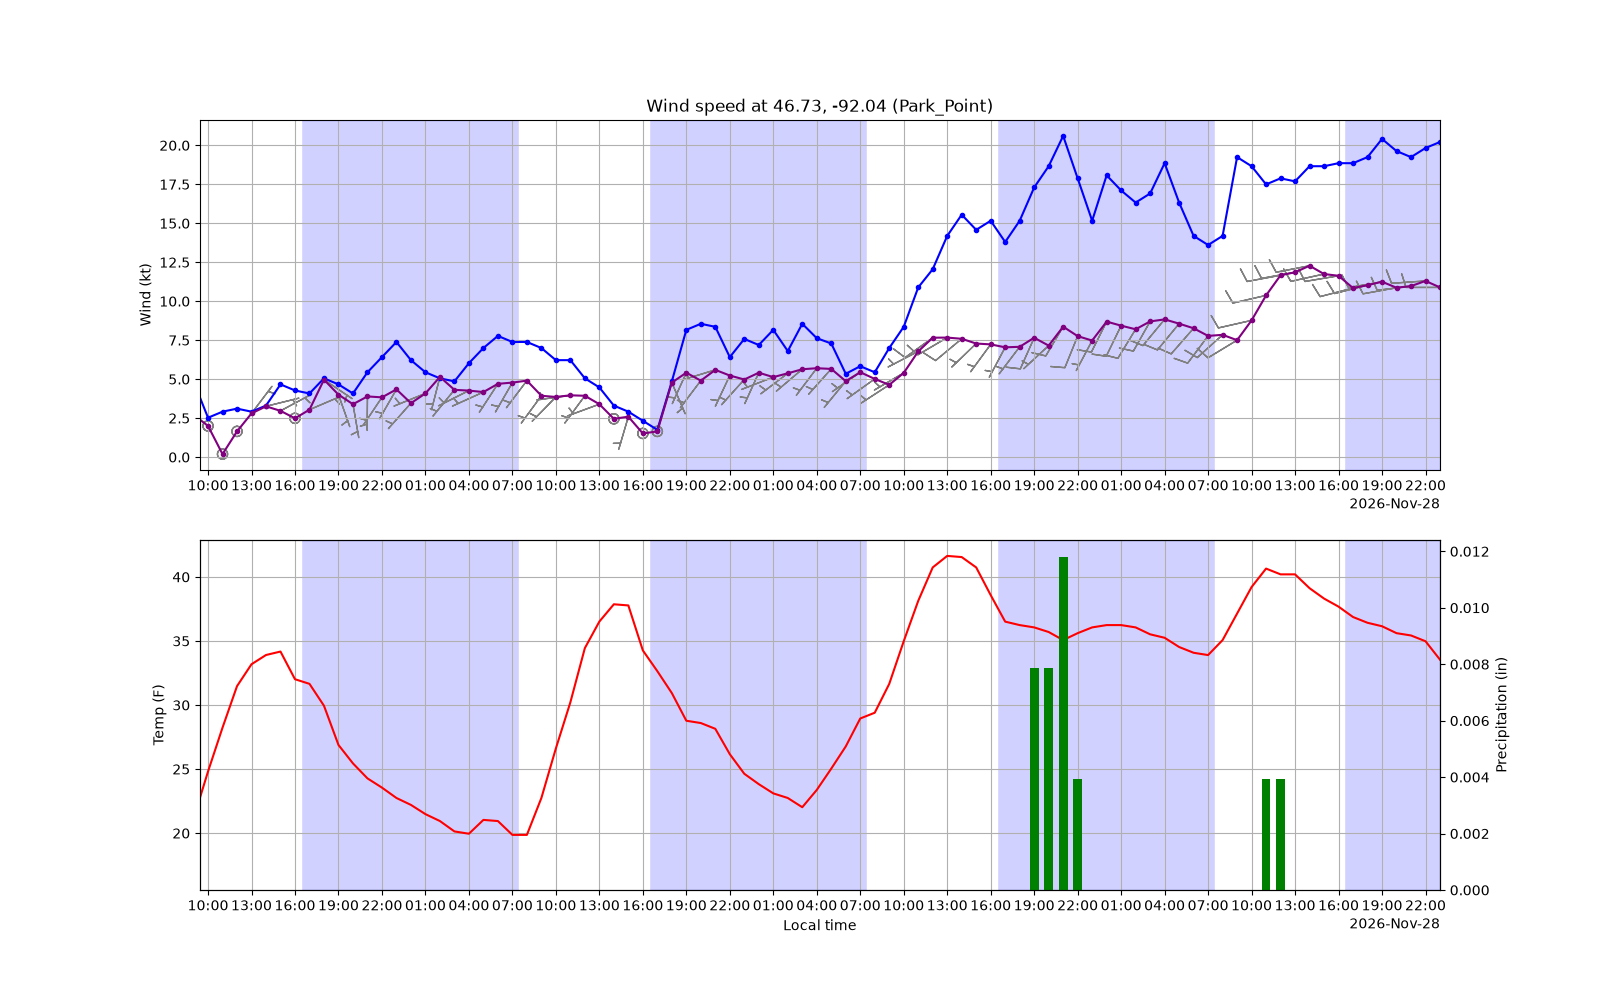 Wind speed at 46.73, -92.04 (Park_Point)
Wind (kt)
20.0
17.5
15.0
12.5
10.0
7.5
5.0
2.5
0.0
10:00 13:00 16:00 19:00 22:00 01:00 04:00 07:00 10:00 13:00 16:00 19:00 22:00 01:00 04:00 07:00 10:00 13:00 16:00 19:00 22:00 01:00 04:00 07:00 10:00 13:00 16:00 19:00 22:00
2026-Nov-28
Temp (F)
40
35
30
25
20
0.012
0.010
0.008
0.006
0.004
0.002
0.000
Precipitation (in)
10:00 13:00 16:00 19:00 22:00 01:00 04:00 07:00 10:00 13:00 16:00 19:00 22:00 01:00 04:00 07:00 10:00 13:00 16:00 19:00 22:00 01:00 04:00 07:00 10:00 13:00 16:00 19:00 22:00
Local time
2026-Nov-28